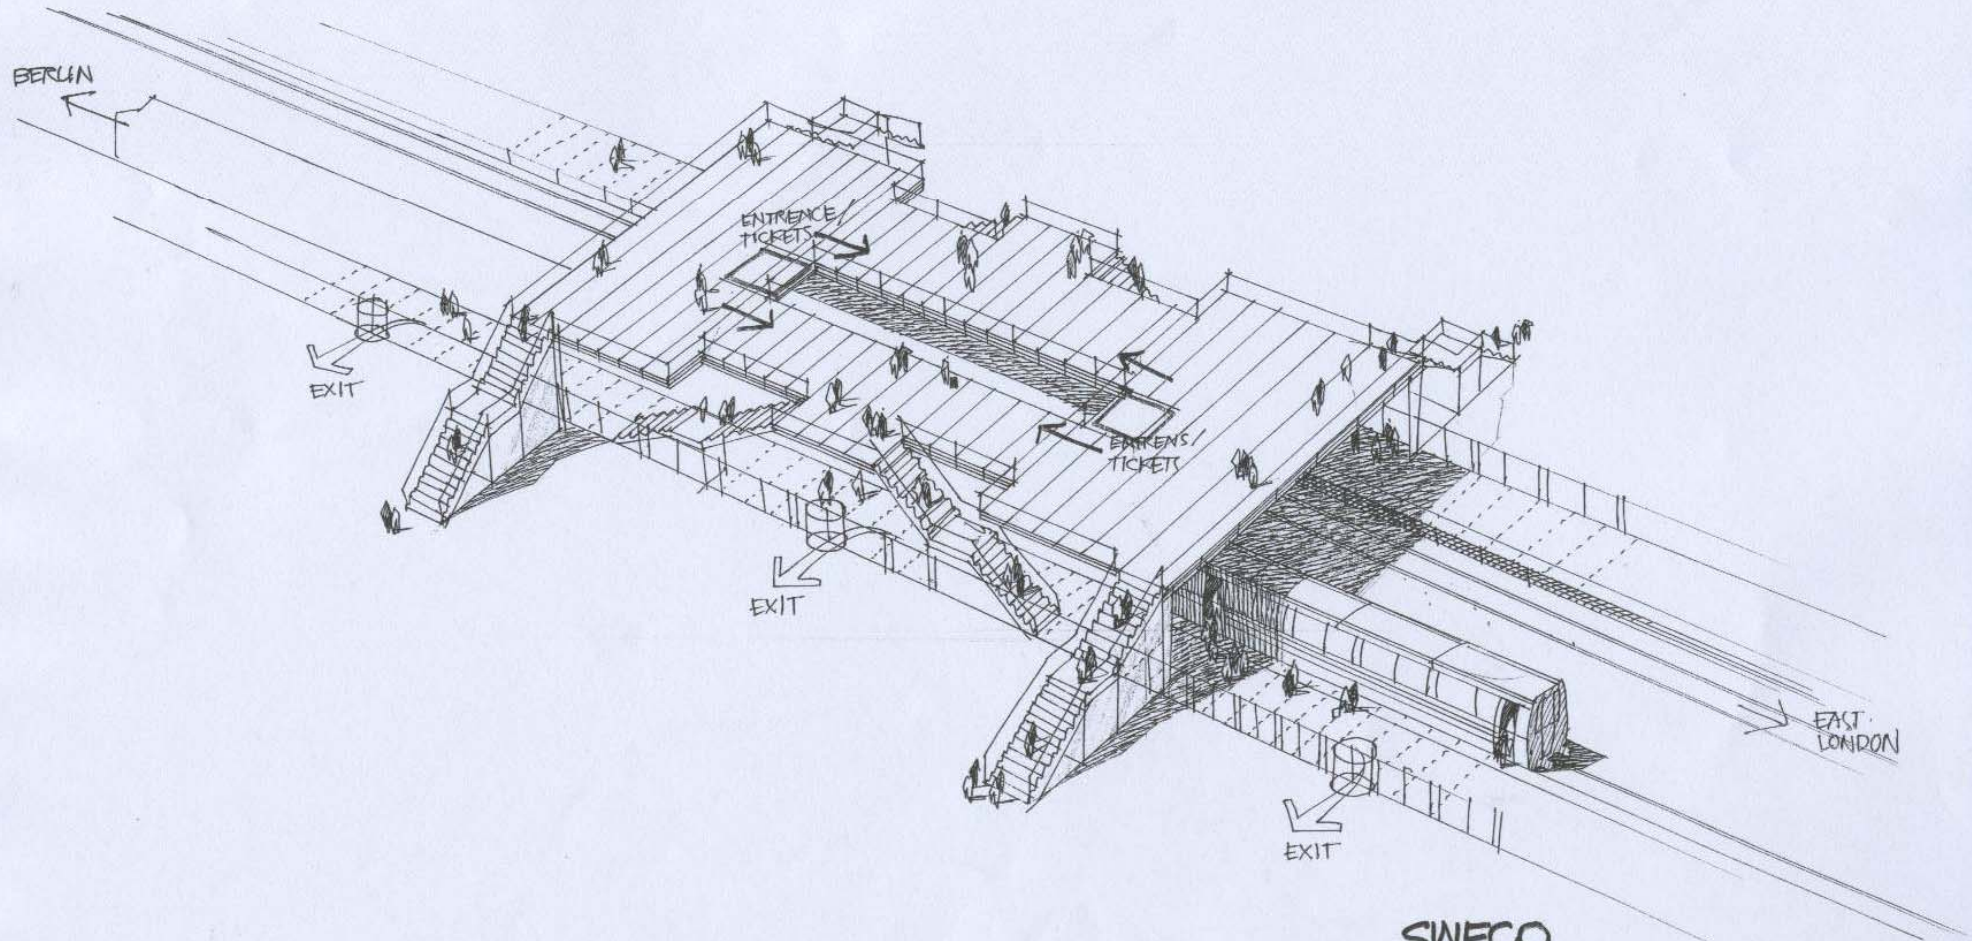 BERLIN
ENTRENCE/
TICKETS
EXIT
EXIT
ENTRENS/
TICKETS
EAST
LONDON
EXIT
SWECO